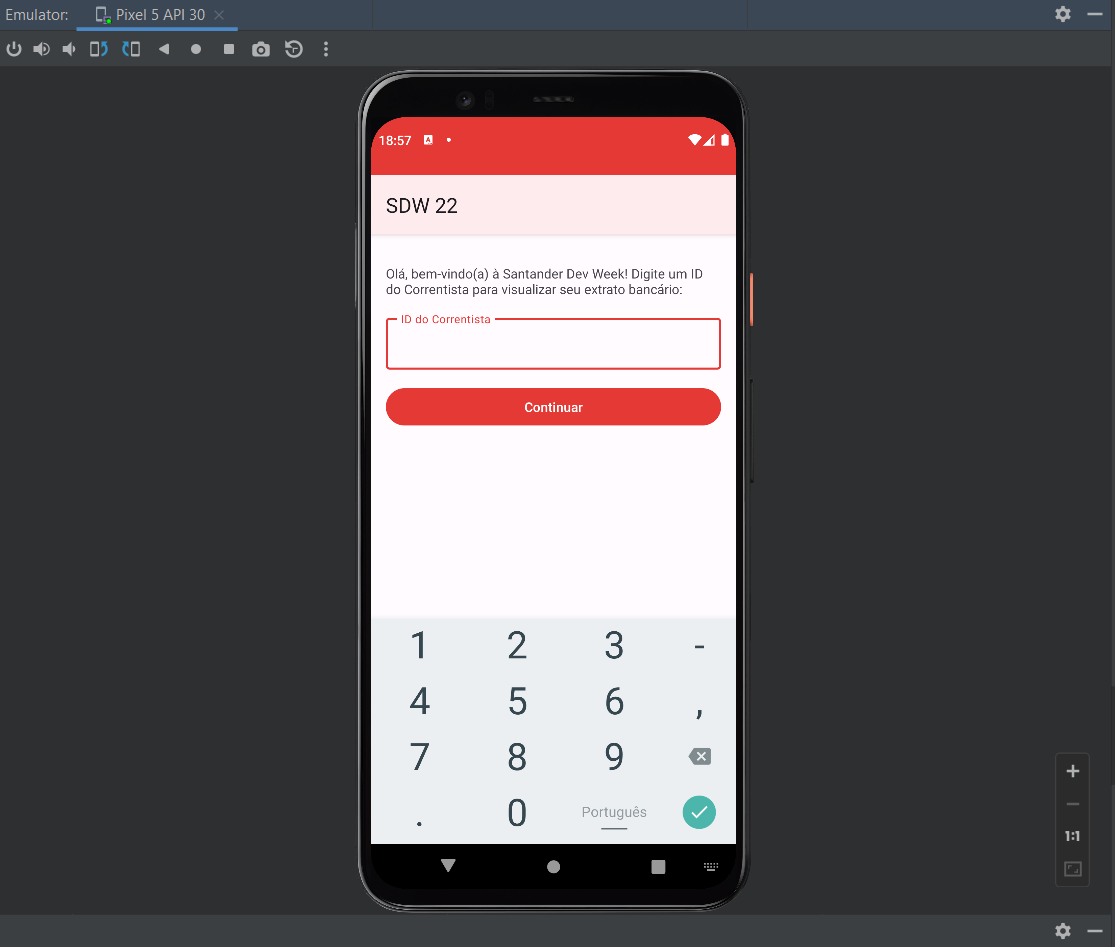 Emulator: Pixel 5 API 30
18:57
SDW 22
Olá, bem-vindo(a) à Santander Dev Week! Digite um ID
do Correntista para visualizar seu extrato bancário:
ID do Correntista
Continuar
1 2 3 -
4 5 6 ,
7 8 9
. 0 Português
1:1